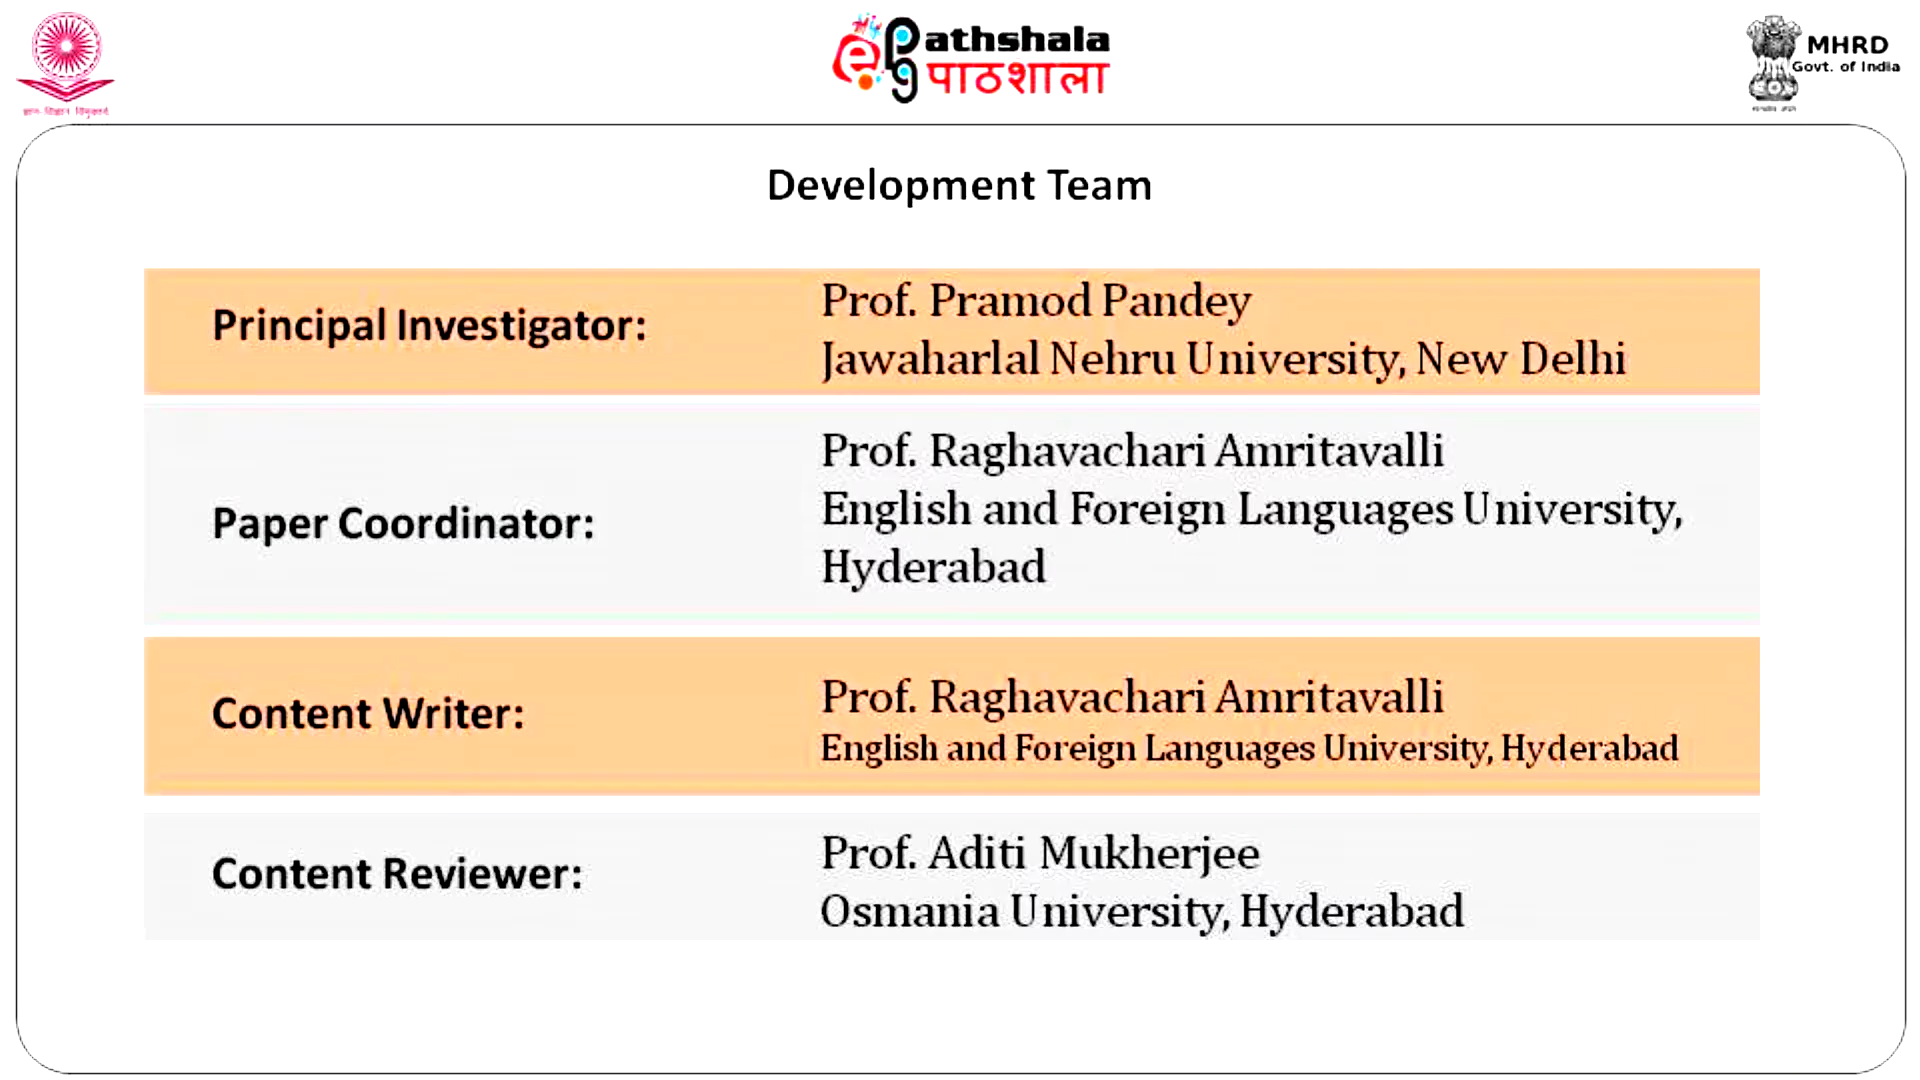 ePG Pathshala
पाठशाला
MHRD
Govt. of India
Development Team
Principal Investigator:
Prof. Pramod Pandey
Jawaharlal Nehru University, New Delhi
Paper Coordinator:
Prof. Raghavachari Amritavalli
English and Foreign Languages University,
Hyderabad
Content Writer:
Prof. Raghavachari Amritavalli
English and Foreign Languages University, Hyderabad
Content Reviewer:
Prof. Aditi Mukherjee
Osmania University, Hyderabad